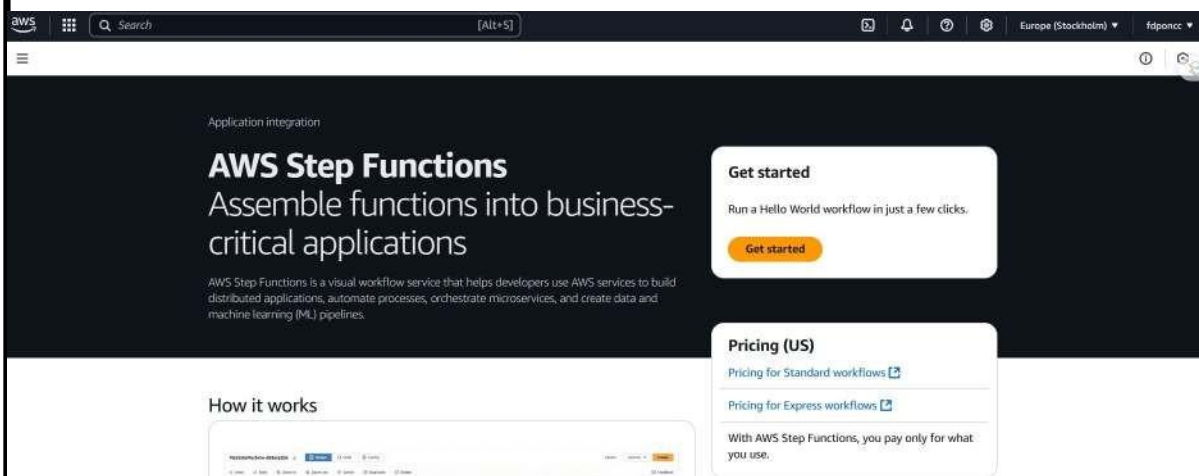 aws
Search [Alt+S]
Europe (Stockholm)
fdponcc
Application integration
AWS Step Functions
Assemble functions into business-
critical applications
AWS Step Functions is a visual workflow service that helps developers use AWS services to build
distributed applications, automate processes, orchestrate microservices, and create data and
machine learning (ML) pipelines.
Get started
Run a Hello World workflow in just a few clicks.
Get started
Pricing (US)
Pricing for Standard workflows
Pricing for Express workflows
With AWS Step Functions, you pay only for what
you use.
How it works